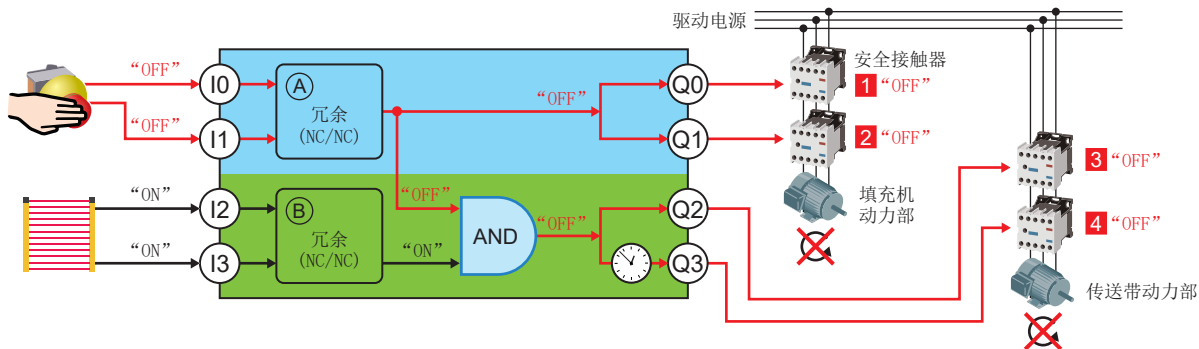 驱动电源
安全接触器
“OFF”
I0
A
冗余
(NC/NC)
“OFF”
Q0
1 “OFF”
“OFF”
I1
Q1
2 “OFF”
3 “OFF”
填充机
动力部
“ON”
I2
B
冗余
(NC/NC)
“OFF”
AND
“OFF”
Q2
4 “OFF”
“ON”
I3
“ON”
Q3
传送带动力部